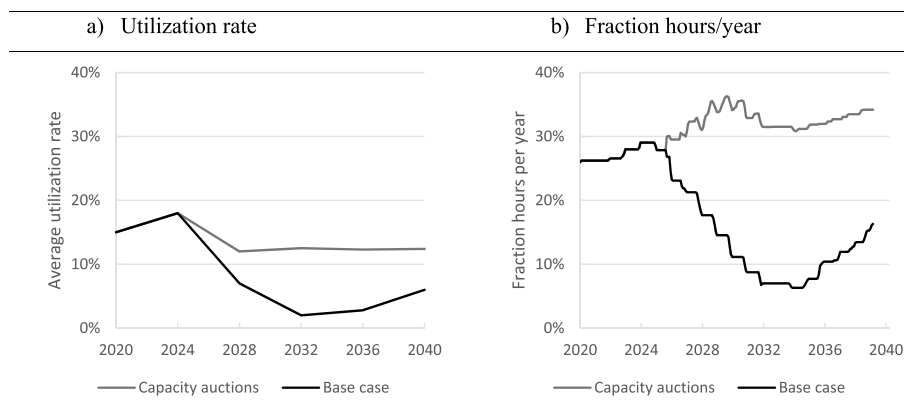 a) Utilization rate
b) Fraction hours/year
Average utilization rate
40%
30%
20%
10%
0%
2020 2024 2028 2032 2036 2040
Capacity auctions Base case
Fraction hours per year
40%
30%
20%
10%
0%
2020 2024 2028 2032 2036 2040
Capacity auctions Base case